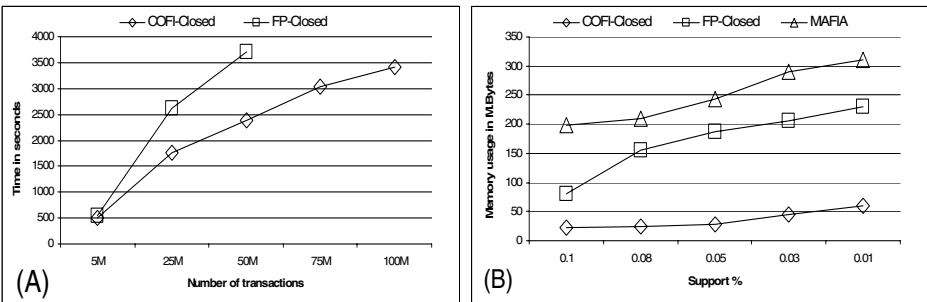 COFI-Closed FP-Closed
4000
3500
3000
2500
2000
1500
1000
500
0
Time in seconds
5M 25M 50M 75M 100M
Number of transactions
(A)
COFI-Closed FP-Closed MAFIA
350
300
250
200
150
100
50
0
Memory usage in M.Bytes
0.1 0.08 0.05 0.03 0.01
Support %
(B)